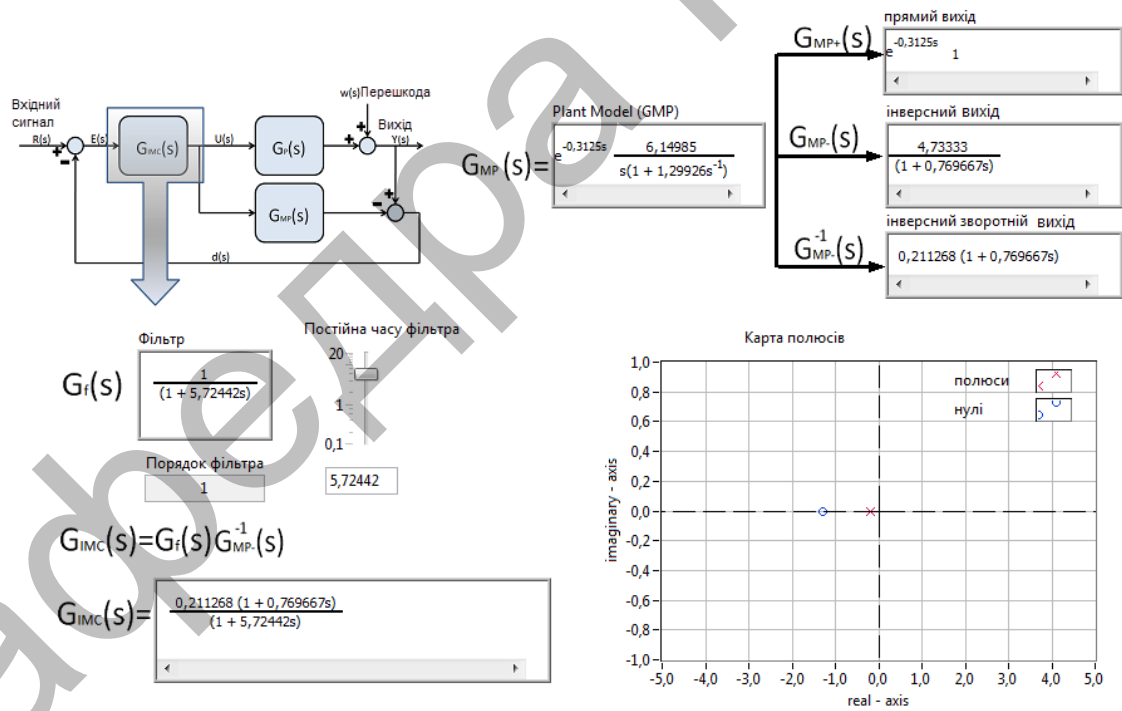 прямий вихід
G_MP+(s)
e^-0,3125s 1
Вхідний
сигнал
R(s)
E(s)
G_IMC(s)
U(s)
G_P(s)
w(s)Перешкода
Вихід
Y(s)
G_MP(s)
d(s)
Plant Model (GMP)
G_MP(s)=
e^-0,3125s 6,14985
s(1 + 1,29926s^-1)
інверсний вихід
G_MP-(s)
4,73333
(1 + 0,769667s)
інверсний зворотній вихід
G_MP-^-1(s)
0,211268 (1 + 0,769667s)
Фільтр
G_f(s)
1
(1 + 5,72442s)
Постійна часу фільтра
20
1
0,1
5,72442
Порядок фільтра
1
G_IMC(s)=G_f(s)G_MP-^-1(s)
G_IMC(s)=
0,211268 (1 + 0,769667s)
(1 + 5,72442s)
Карта полюсів
полюси
нулі
1,0
0,8
0,6
0,4
0,2
0,0
-0,2
-0,4
-0,6
-0,8
-1,0
imaginary - axis
-5,0 -4,0 -3,0 -2,0 -1,0 0,0 1,0 2,0 3,0 4,0 5,0
real - axis